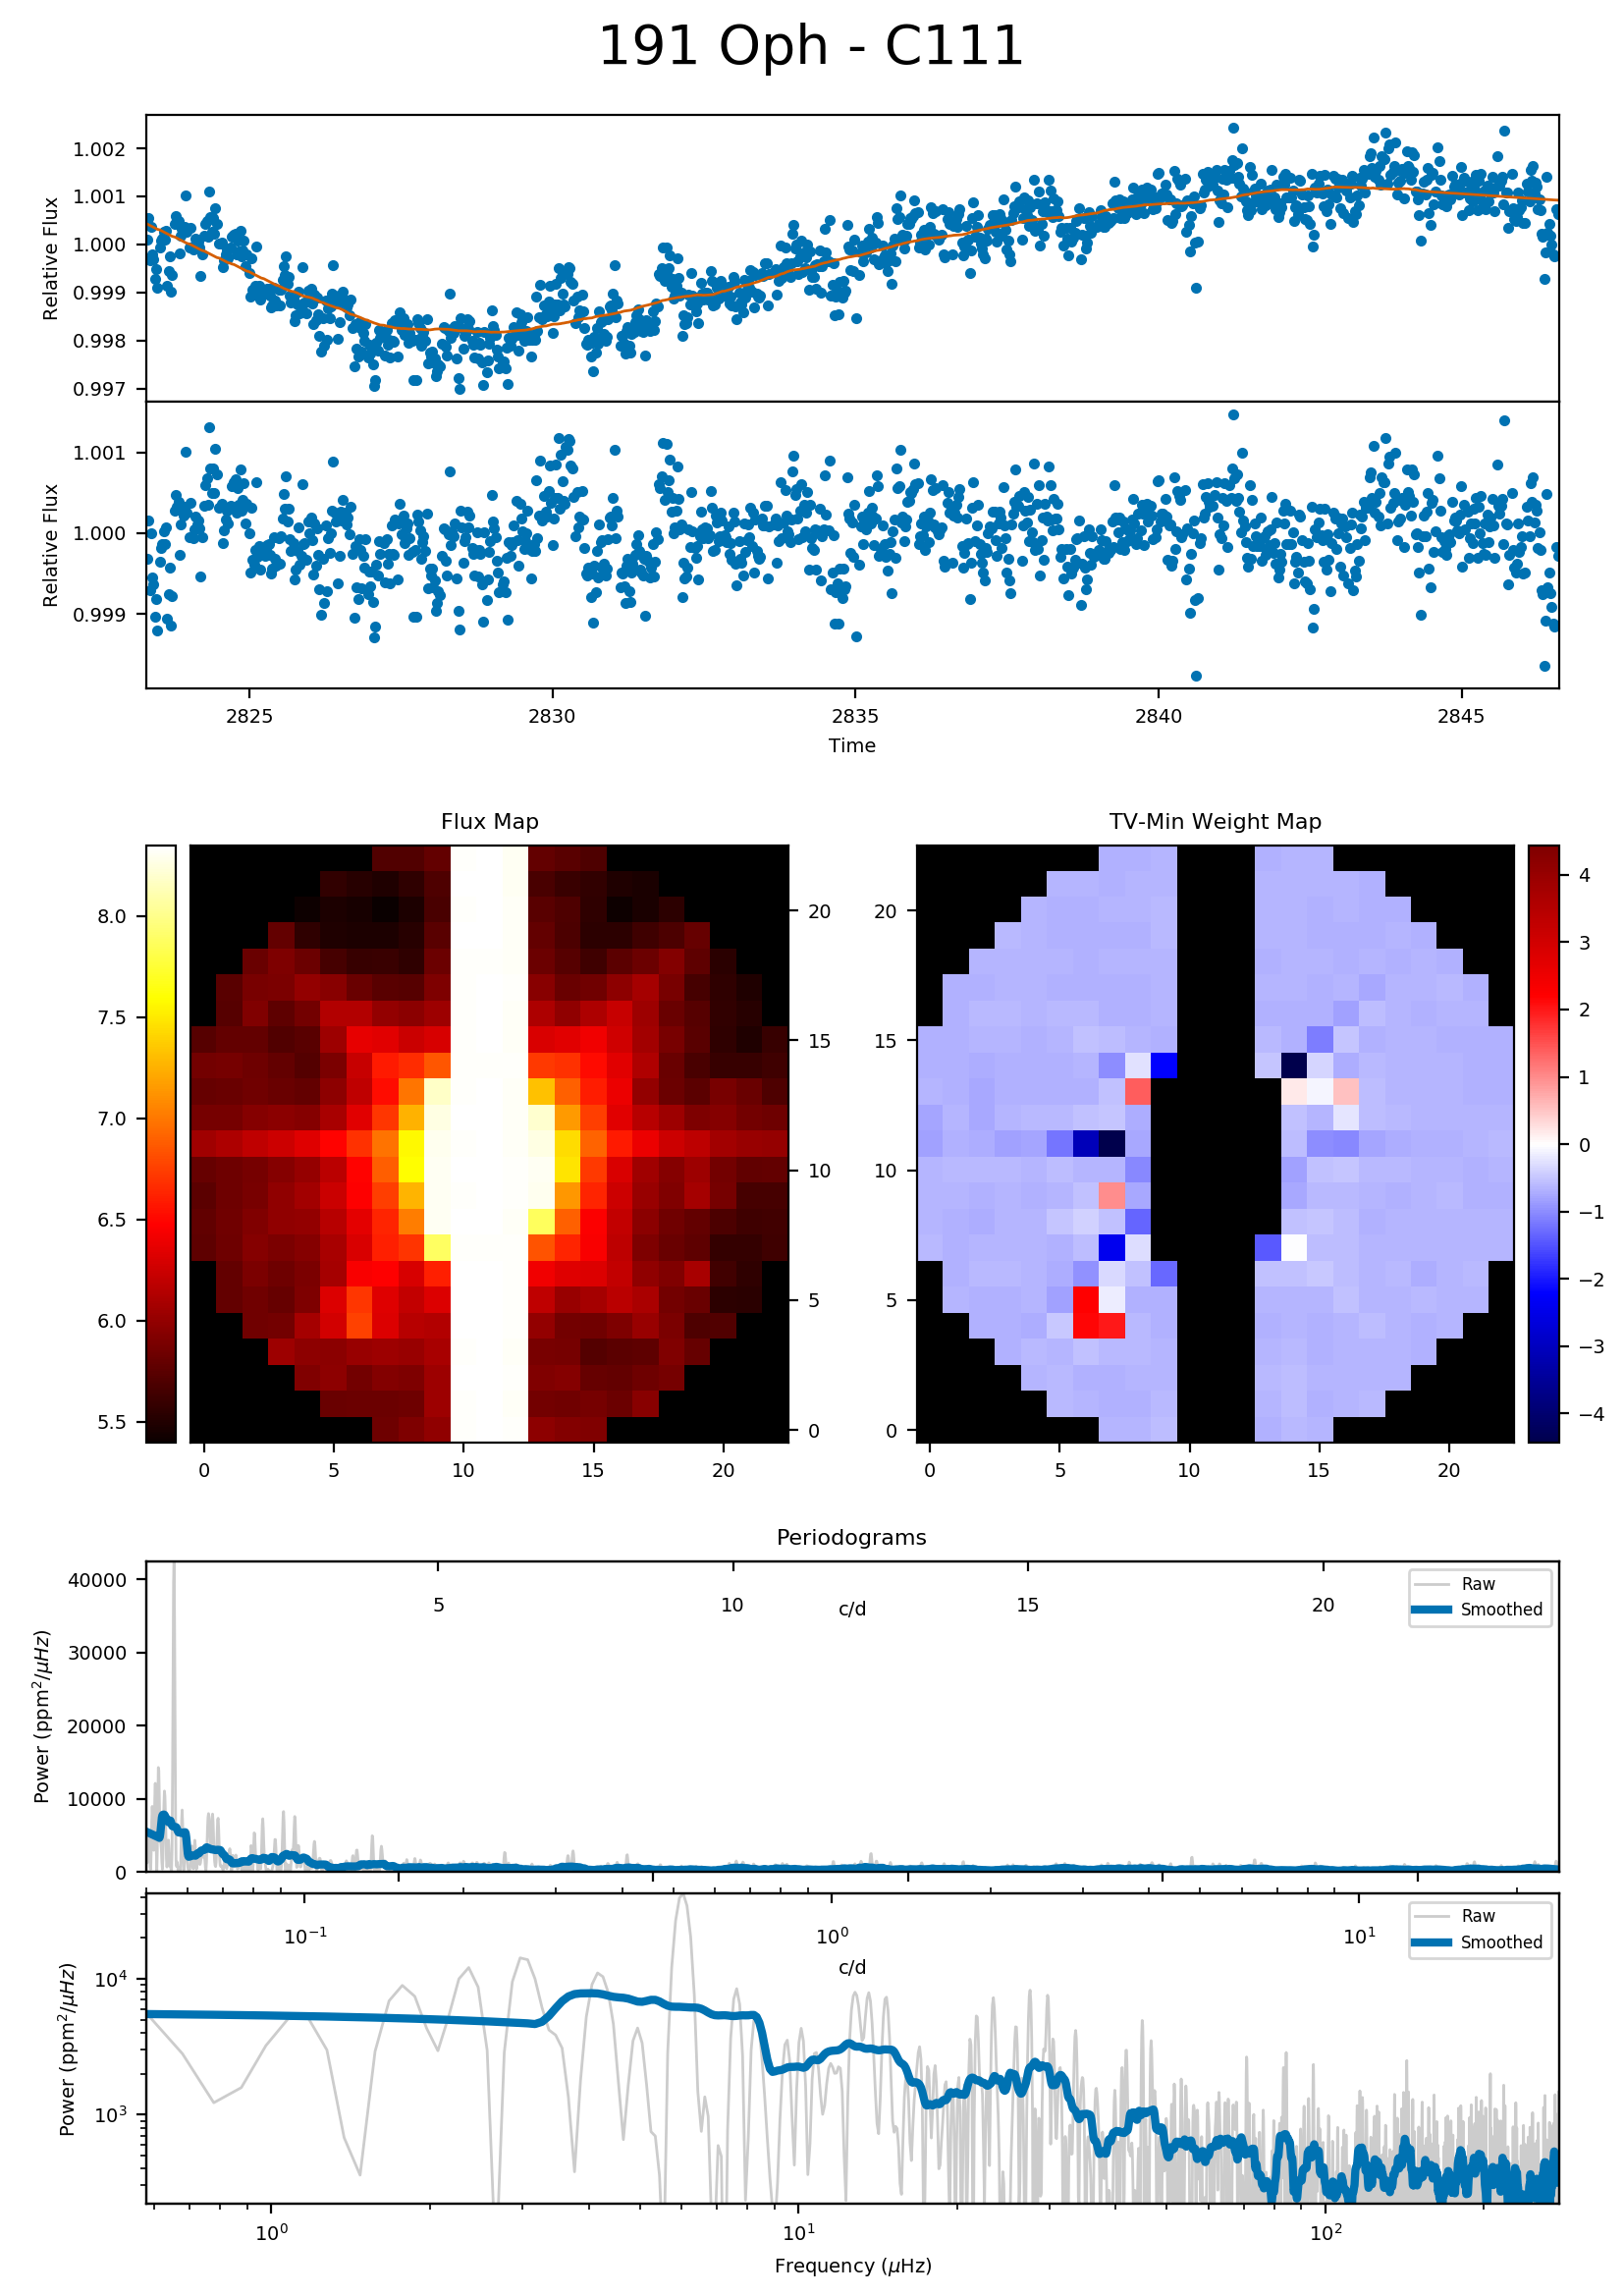 191 Oph - C111
1.002
1.001
1.000
0.999
0.998
0.997
Relative Flux
1.001
1.000
0.999
Relative Flux
2825 2830 2835 2840 2845
Time
Flux Map TV-Min Weight Map
8.0
7.5
7.0
6.5
6.0
5.5
20
15
10
5
0
0 5 10 15 20
20
15
10
5
0
0 5 10 15 20
4
3
2
1
0
−1
−2
−3
−4
Periodograms
40000
30000
20000
10000
0
Power (ppm²/μHz)
5 10 15 20
c/d
Raw
Smoothed
10⁴
10³
Power (ppm²/μHz)
10⁻¹ 10⁰ 10¹
c/d
Raw
Smoothed
10⁰ 10¹ 10²
Frequency (μHz)